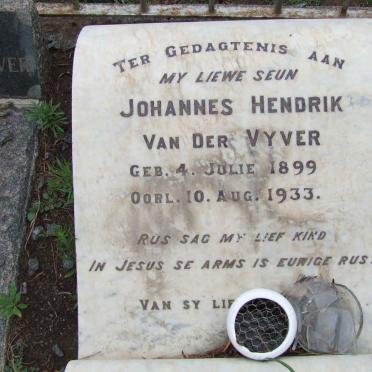 TER GEDAGTENIS AAN
MY LIEWE SEUN
JOHANNES HENDRIK
VAN DER VYVER
GEB. 4. JULIE 1899
OORL. 10. AUG. 1933.
RUS SAG MY LIEF KIND
IN JESUS SE ARMS IS EUWIGE RUS.
VAN SY